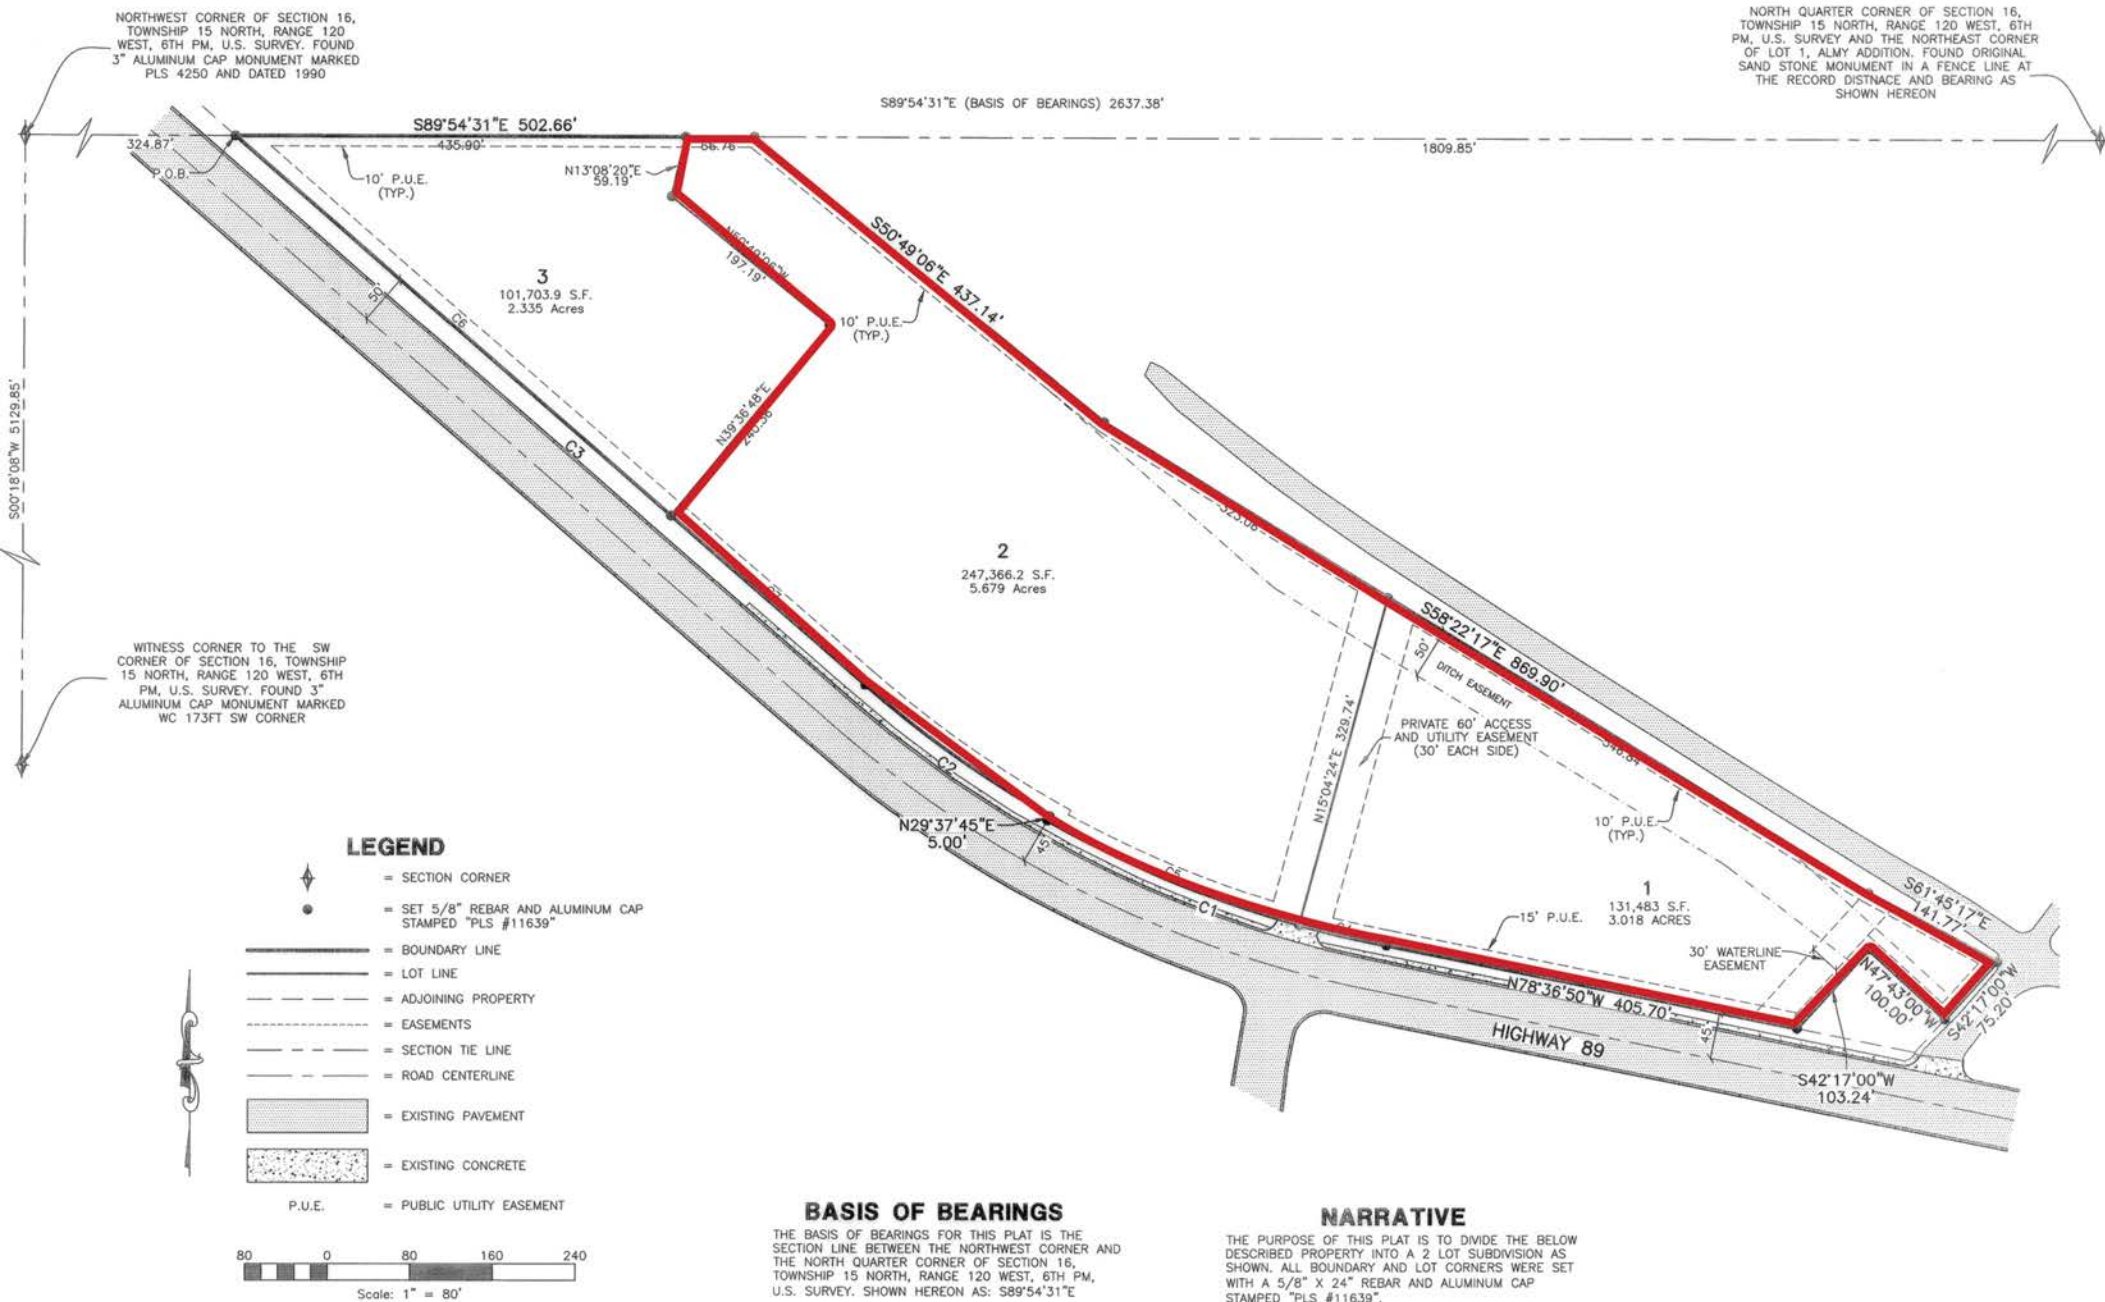 NORTHWEST CORNER OF SECTION 16,
TOWNSHIP 15 NORTH, RANGE 120
WEST, 6TH PM, U.S. SURVEY. FOUND
3" ALUMINUM CAP MONUMENT MARKED
PLS 4250 AND DATED 1990
NORTH QUARTER CORNER OF SECTION 16,
TOWNSHIP 15 NORTH, RANGE 120 WEST, 6TH
PM, U.S. SURVEY AND THE NORTHEAST CORNER
OF LOT 1, ALMY ADDITION. FOUND ORIGINAL
SAND STONE MONUMENT IN A FENCE LINE AT
THE RECORD DISTNACE AND BEARING AS
SHOWN HEREON
S89°54'31"E (BASIS OF BEARINGS) 2637.38'
S89°54'31"E 502.66'
324.87'
435.90'
66.76
1809.85'
P.O.B.
10' P.U.E.
(TYP.)
N13°08'20"E
59.19'
N50°49'06"W
197.19'
S50°49'06"E 437.14'
3
101,703.9 S.F.
2.335 Acres
50'
C6
10' P.U.E.
(TYP.)
N39°36'48"E
C3
S00°18'08"W 5129.85'
2
247,366.2 S.F.
5.679 Acres
S58°22'17"E 869.90'
50'
DITCH EASEMENT
WITNESS CORNER TO THE SW
CORNER OF SECTION 16, TOWNSHIP
15 NORTH, RANGE 120 WEST, 6TH
PM, U.S. SURVEY. FOUND 3"
ALUMINUM CAP MONUMENT MARKED
WC 173FT SW CORNER
N15°04'24"E 329.74'
PRIVATE 60' ACCESS
AND UTILITY EASEMENT
(30' EACH SIDE)
C2
N29°37'45"E
5.00'
45'
10' P.U.E.
(TYP.)
C1
15' P.U.E.
1
131,483 S.F.
3.018 ACRES
S61°45'17"E
141.77'
30' WATERLINE
EASEMENT
N47°43'00"W
100.00'
S42°17'00"W
75.20'
N78°36'50"W 405.70'
45'
HIGHWAY 89
S42°17'00"W
103.24'
LEGEND
= SECTION CORNER
= SET 5/8" REBAR AND ALUMINUM CAP
STAMPED "PLS #11639"
= BOUNDARY LINE
= LOT LINE
= ADJOINING PROPERTY
= EASEMENTS
= SECTION TIE LINE
= ROAD CENTERLINE
= EXISTING PAVEMENT
= EXISTING CONCRETE
P.U.E. = PUBLIC UTILITY EASEMENT
80 0 80 160 240
Scale: 1" = 80'
BASIS OF BEARINGS
THE BASIS OF BEARINGS FOR THIS PLAT IS THE
SECTION LINE BETWEEN THE NORTHWEST CORNER AND
THE NORTH QUARTER CORNER OF SECTION 16,
TOWNSHIP 15 NORTH, RANGE 120 WEST, 6TH PM,
U.S. SURVEY. SHOWN HEREON AS: S89°54'31"E
NARRATIVE
THE PURPOSE OF THIS PLAT IS TO DIVIDE THE BELOW
DESCRIBED PROPERTY INTO A 2 LOT SUBDIVISION AS
SHOWN. ALL BOUNDARY AND LOT CORNERS WERE SET
WITH A 5/8" X 24" REBAR AND ALUMINUM CAP
STAMPED "PLS #11639".